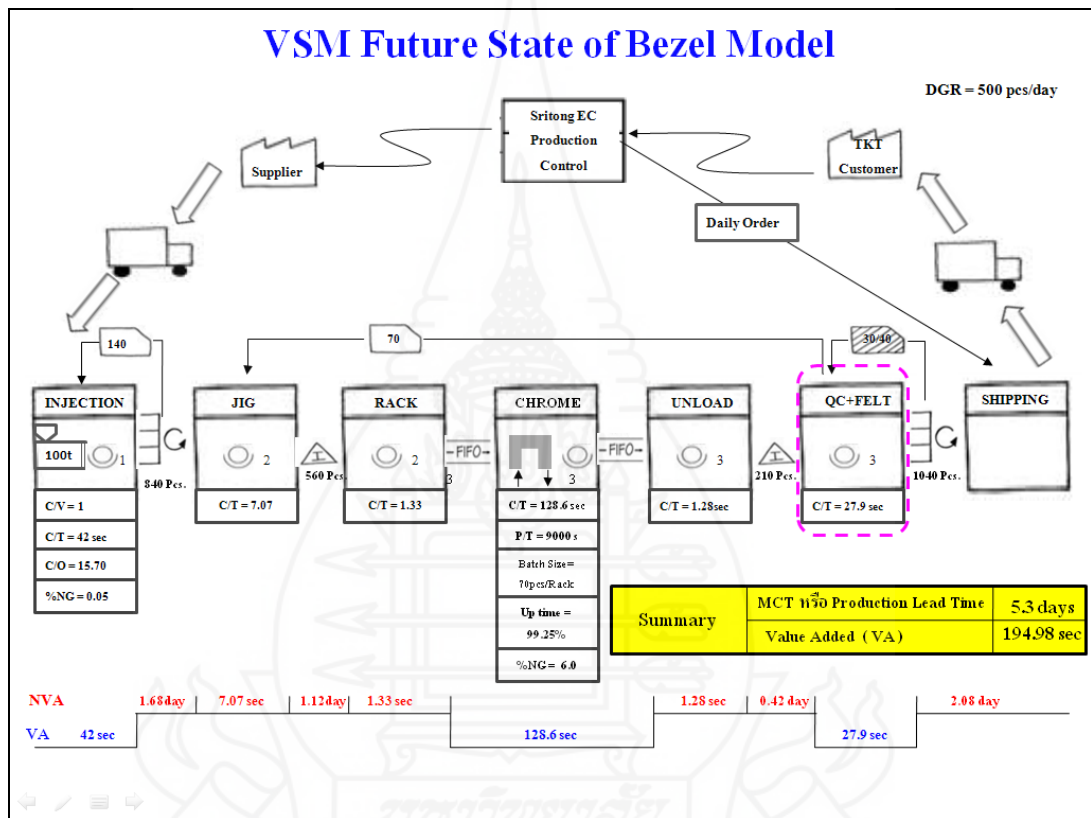 VSM Future State of Bezel Model
DGR = 500 pcs/day
Sritong EC
Production
Control
Supplier
TKT
Customer
Daily Order
140
70
30/40
INJECTION
JIG
RACK
CHROME
UNLOAD
QC+FELT
SHIPPING
100t
1
840 Pcs.
2
I
560 Pcs.
2
FIFO
3
3
FIFO
3
I
210 Pcs.
3
1040 Pcs.
C/V = 1
C/T = 42 sec
C/O = 15.70
%NG = 0.05
C/T = 7.07
C/T = 1.33
C/T = 128.6 sec
P/T = 9000 s
Batch Size=
70pcs/Rack
Up time =
99.25%
%NG = 6.0
C/T = 1.28sec
C/T = 27.9 sec
Summary
MCT หรือ Production Lead Time
5.3 days
Value Added ( VA )
194.98 sec
NVA
1.68day
7.07 sec
1.12day
1.33 sec
1.28 sec
0.42 day
2.08 day
VA
42 sec
128.6 sec
27.9 sec